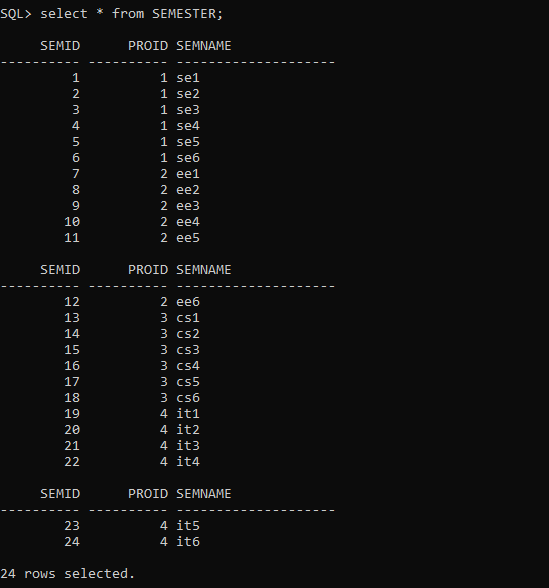 SQL> select * from SEMESTER;
     SEMID      PROID SEMNAME
---------- ---------- --------------------
         1          1 se1
         2          1 se2
         3          1 se3
         4          1 se4
         5          1 se5
         6          1 se6
         7          2 ee1
         8          2 ee2
         9          2 ee3
        10          2 ee4
        11          2 ee5
     SEMID      PROID SEMNAME
---------- ---------- --------------------
        12          2 ee6
        13          3 cs1
        14          3 cs2
        15          3 cs3
        16          3 cs4
        17          3 cs5
        18          3 cs6
        19          4 it1
        20          4 it2
        21          4 it3
        22          4 it4
     SEMID      PROID SEMNAME
---------- ---------- --------------------
        23          4 it5
        24          4 it6
24 rows selected.